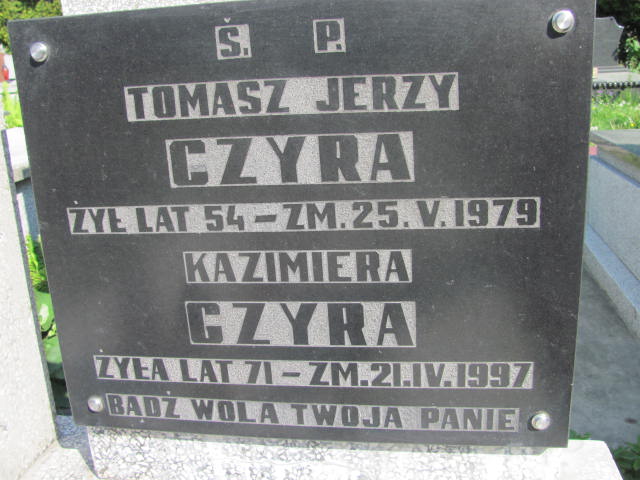 Ś. P.
TOMASZ JERZY
CZYRA
ŻYŁ LAT 54 – ZM. 25. V. 1979
KAZIMIERA
CZYRA
ŻYŁA LAT 71 – ZM. 21.IV.1997
BĄDŹ WOLA TWOJA PANIE